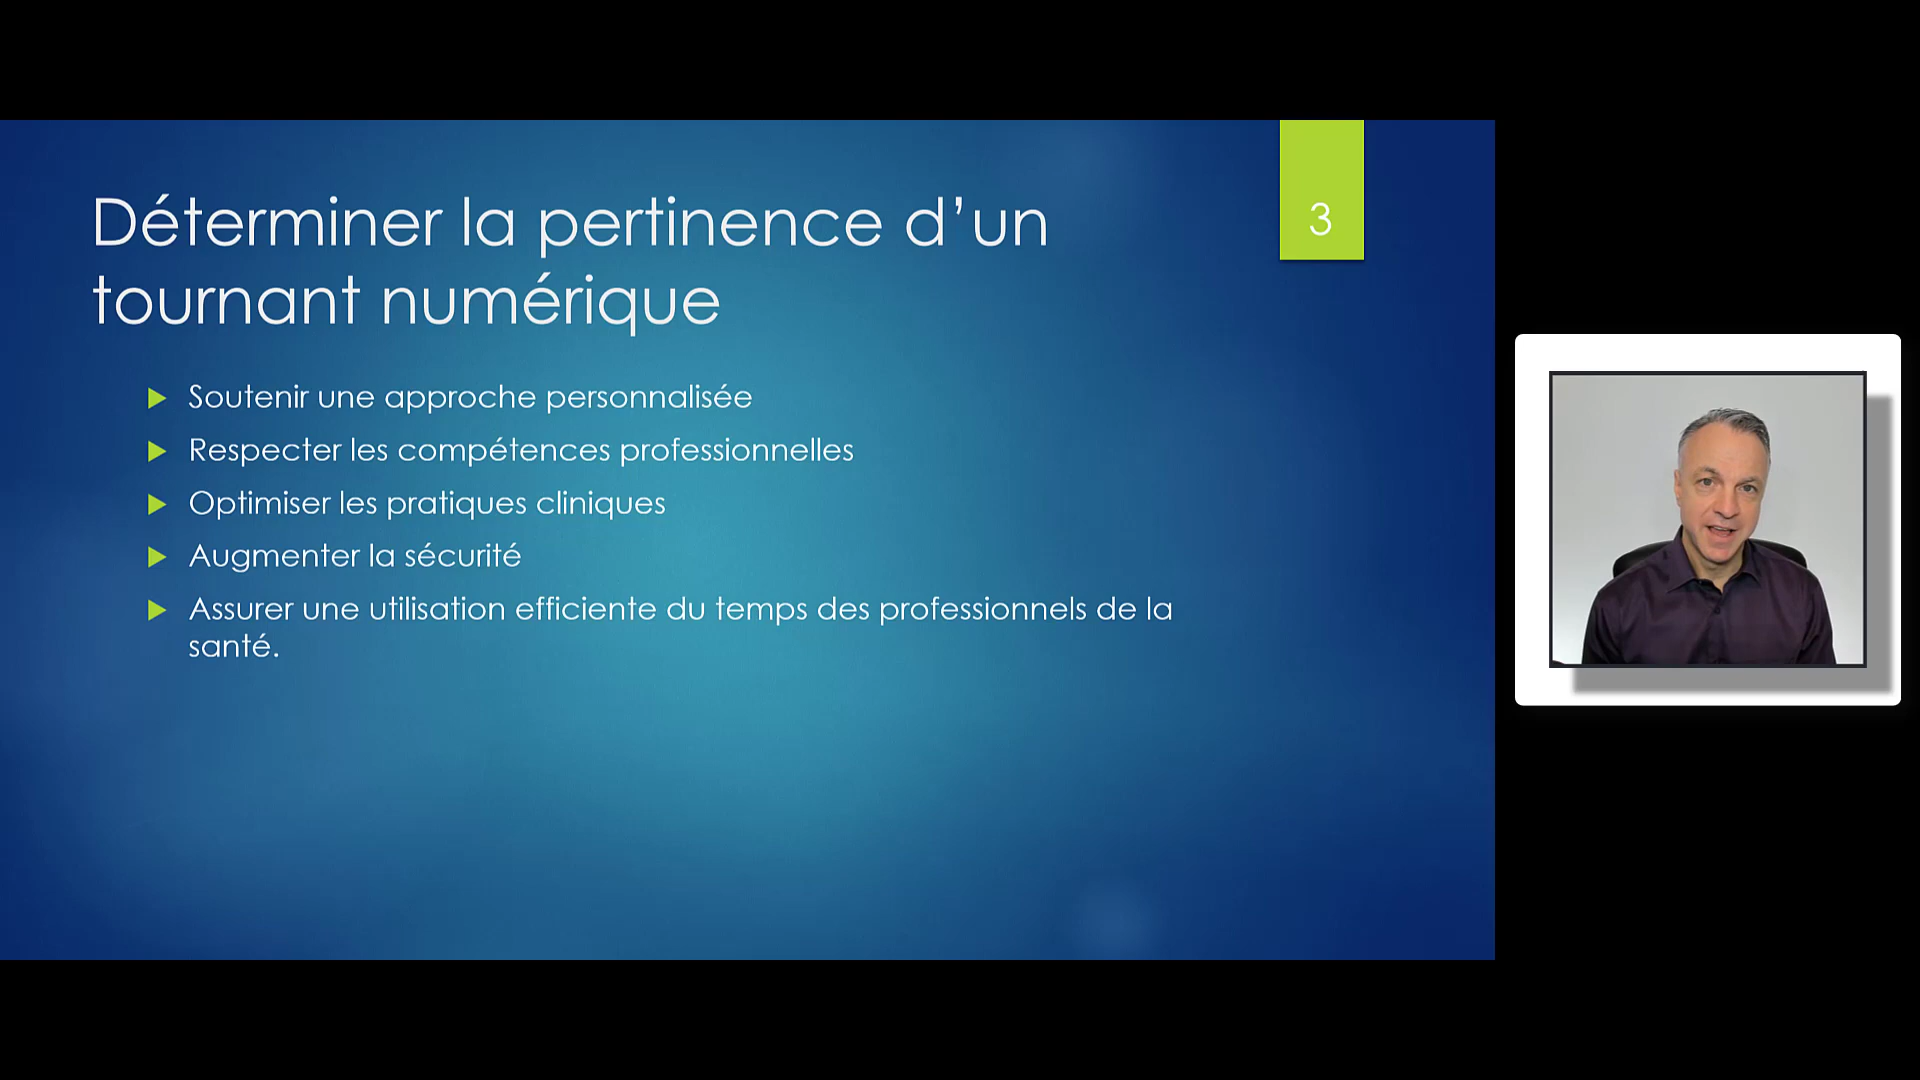 Déterminer la pertinence d’un
tournant numérique
3
Soutenir une approche personnalisée
Respecter les compétences professionnelles
Optimiser les pratiques cliniques
Augmenter la sécurité
Assurer une utilisation efficiente du temps des professionnels de la
santé.